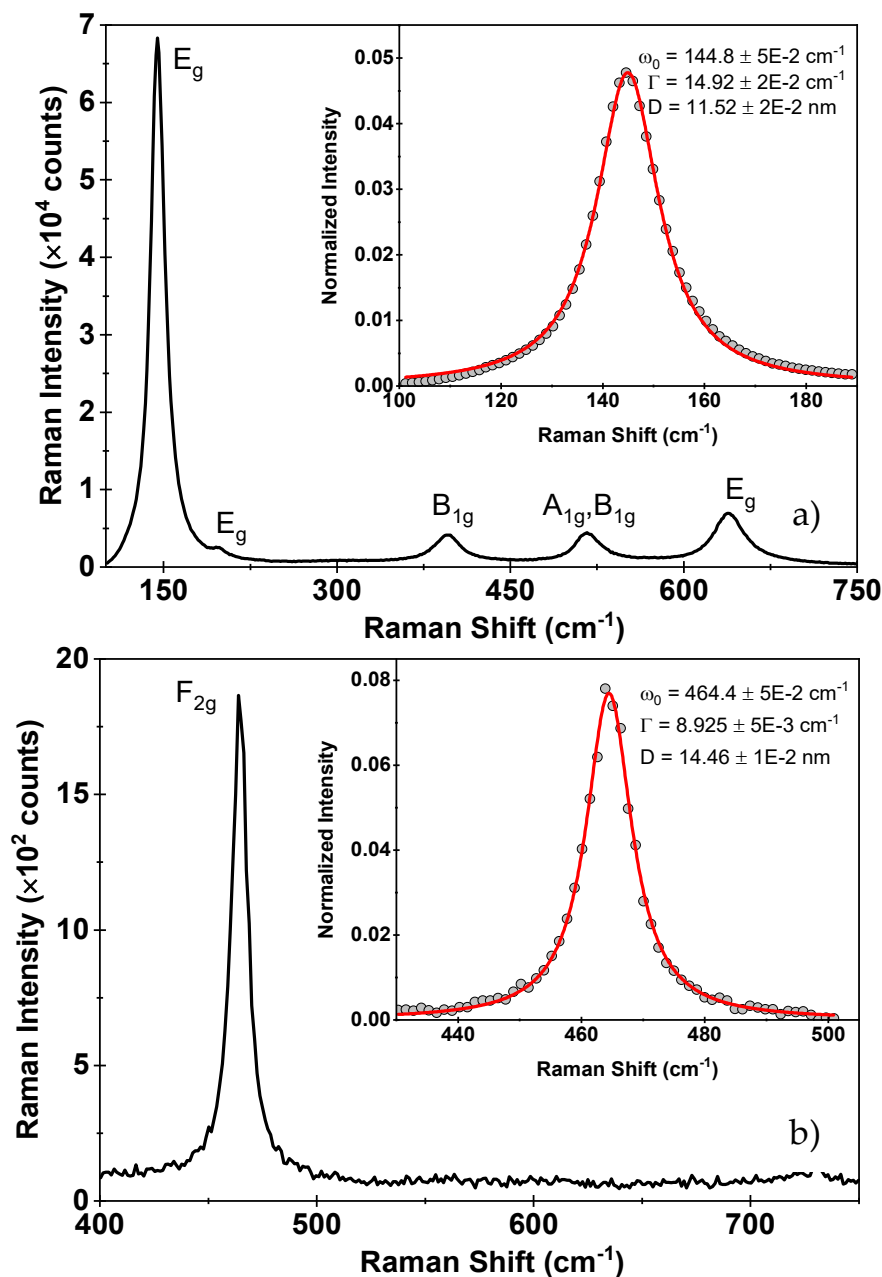 Raman Intensity (×10⁴ counts)
7
6
5
4
3
2
1
0
E_g
E_g
B_1g
A_1g,B_1g
E_g
a)
150
300
450
600
750
Raman Shift (cm⁻¹)
Normalized Intensity
0.05
0.04
0.03
0.02
0.01
0.00
ω₀ = 144.8 ± 5E-2 cm⁻¹
Γ = 14.92 ± 2E-2 cm⁻¹
D = 11.52 ± 2E-2 nm
100
120
140
160
180
Raman Shift (cm⁻¹)
Raman Intensity (×10² counts)
20
15
10
5
0
F_2g
b)
400
500
600
700
Raman Shift (cm⁻¹)
Normalized Intensity
0.08
0.06
0.04
0.02
0.00
ω₀ = 464.4 ± 5E-2 cm⁻¹
Γ = 8.925 ± 5E-3 cm⁻¹
D = 14.46 ± 1E-2 nm
440
460
480
500
Raman Shift (cm⁻¹)